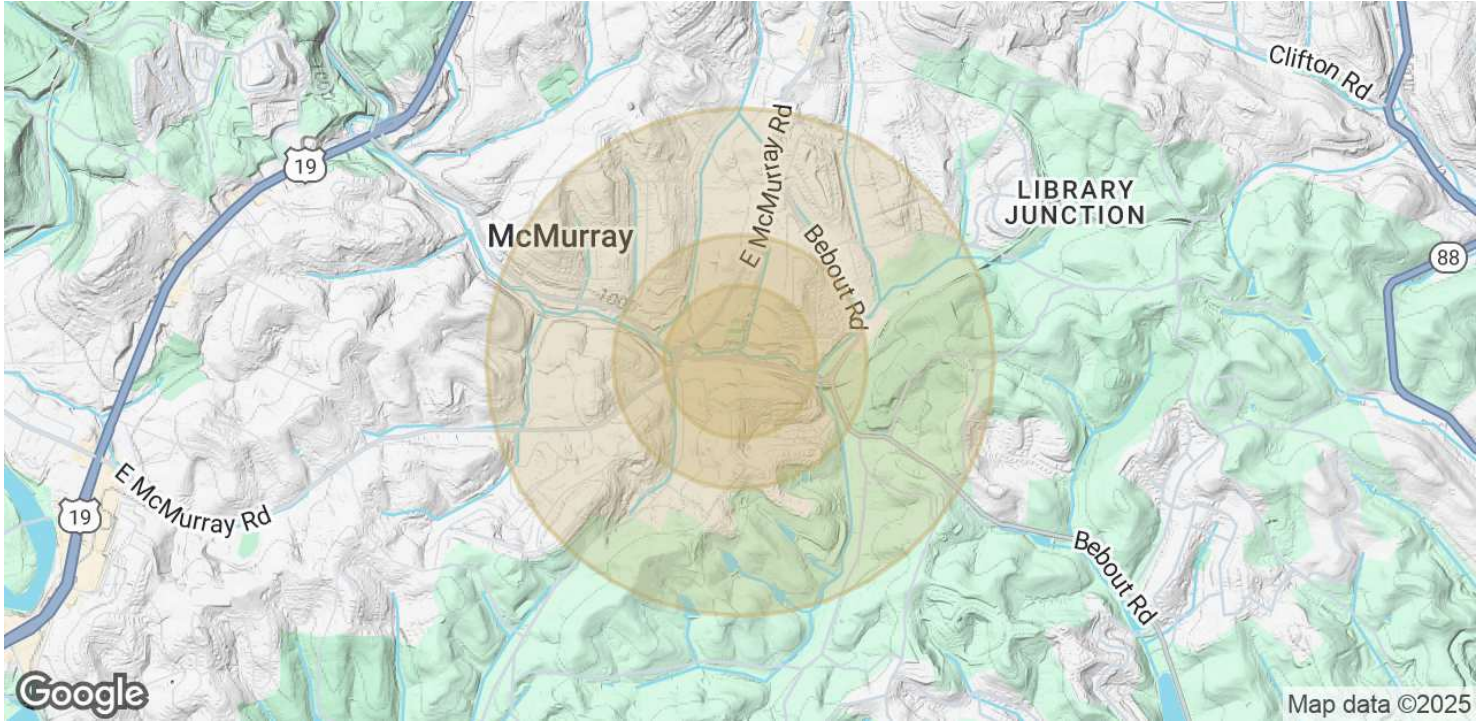 Clifton Rd
19
E McMurray Rd
LIBRARY
JUNCTION
McMurray
Bebout Rd
88
100
E McMurray Rd
19
Bebout Rd
Google
Map data ©2025